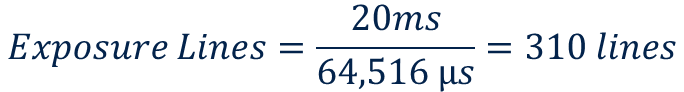 Exposure Lines = 20ms / 64,516 µs = 310 lines